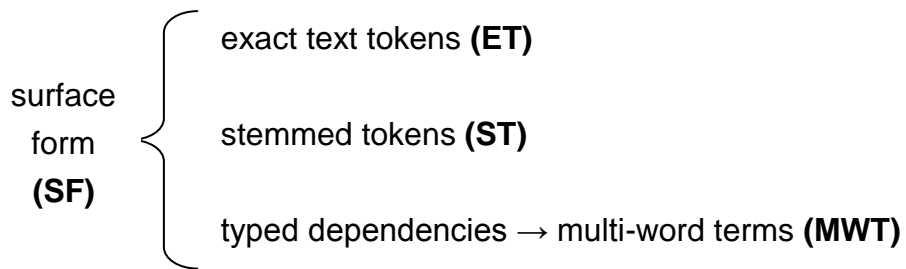 surface
form
(SF)
exact text tokens (ET)
stemmed tokens (ST)
typed dependencies → multi-word terms (MWT)